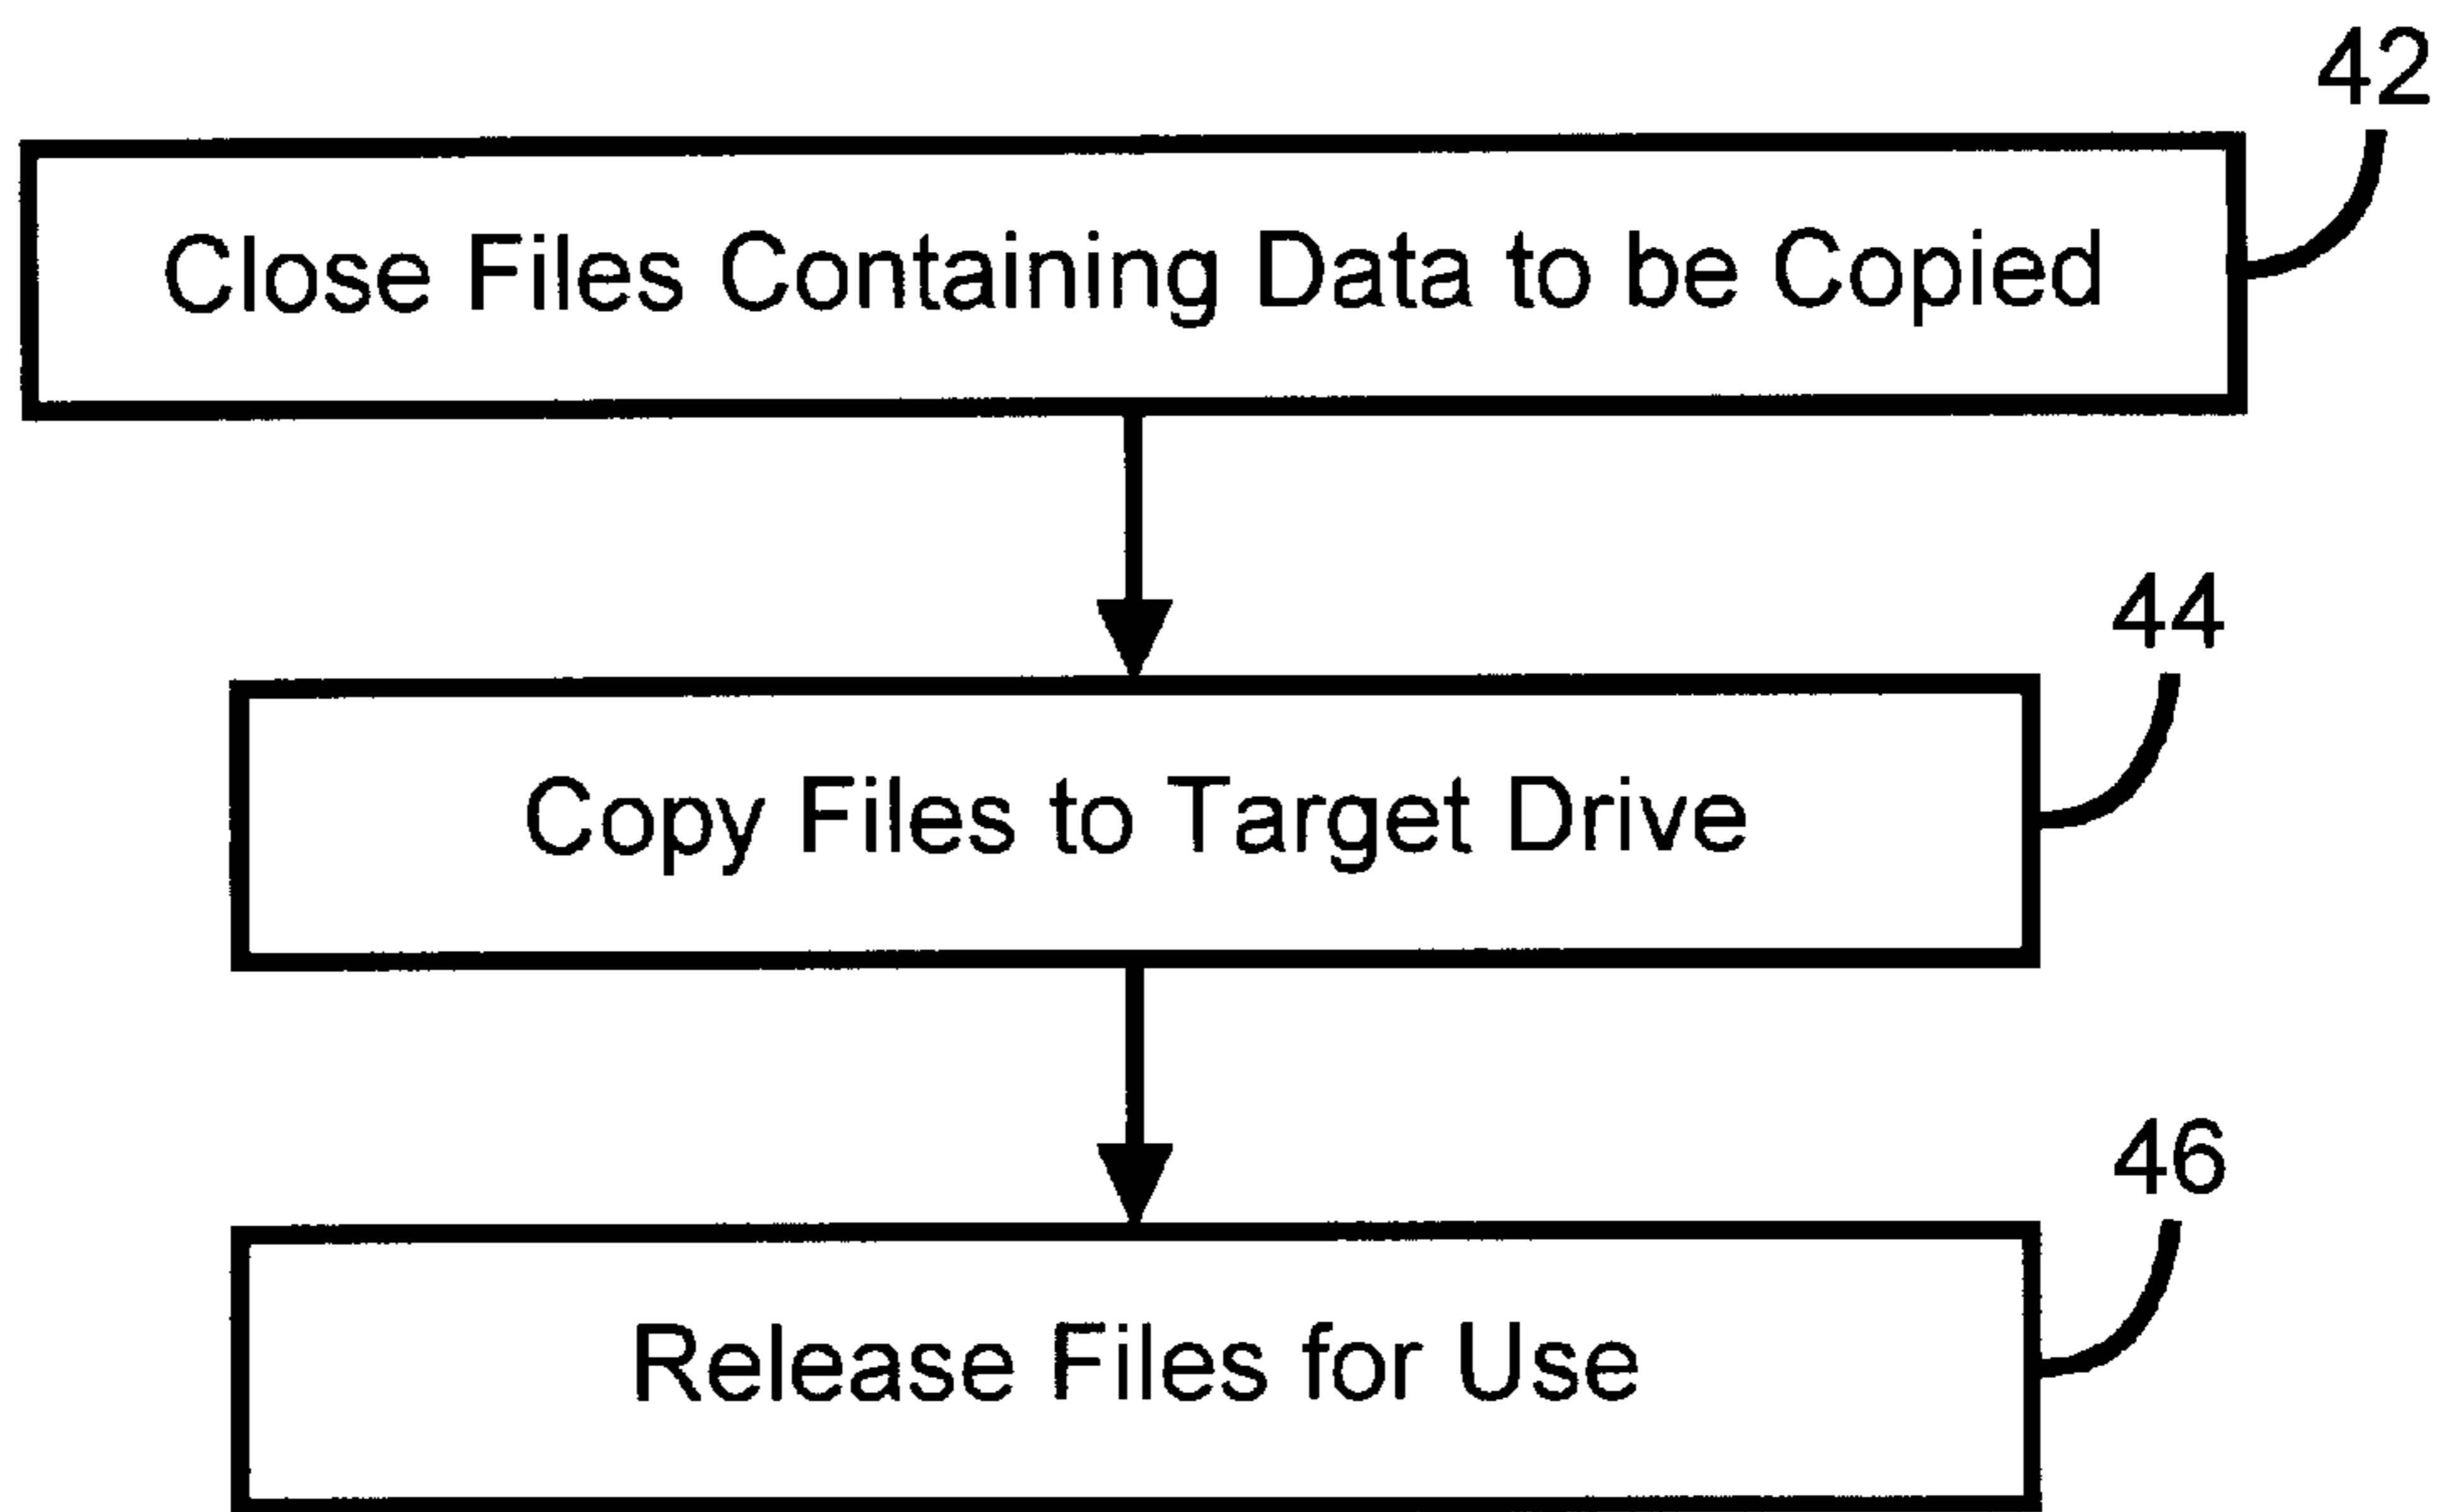 42
Close Files Containing Data to be Copied
44
Copy Files to Target Drive
46
Release Files for Use